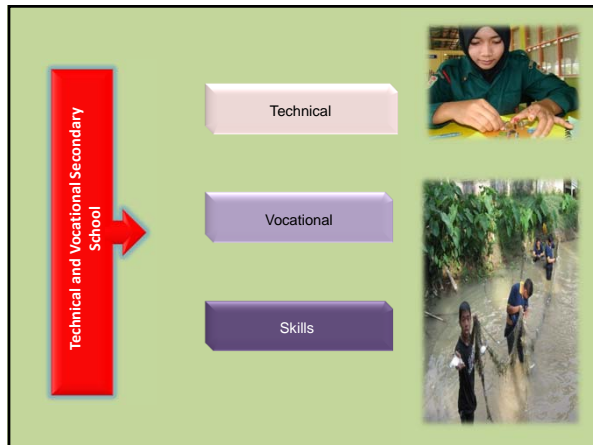 Technical and Vocational Secondary
School
Technical
Vocational
Skills